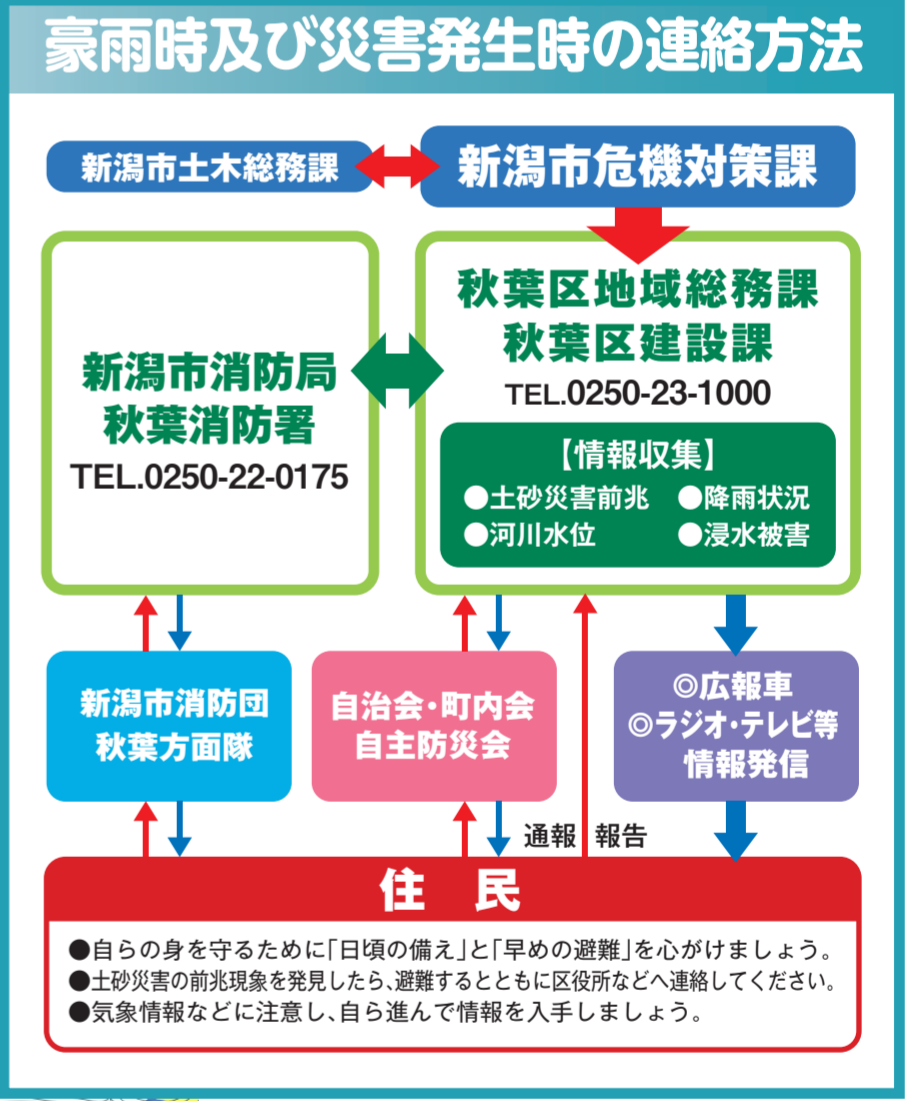 豪雨時及び災害発生時の連絡方法
新潟市土木総務課
新潟市危機対策課
新潟市消防局
秋葉消防署
TEL.0250-22-0175
秋葉区地域総務課
秋葉区建設課
TEL.0250-23-1000
【情報収集】
●土砂災害前兆 ●降雨状況
●河川水位 ●浸水被害
新潟市消防団
秋葉方面隊
自治会・町内会
自主防災会
◎広報車
◎ラジオ・テレビ等
情報発信
通報 報告
住 民
●自らの身を守るために「日頃の備え」と「早めの避難」を心がけましょう。
●土砂災害の前兆現象を発見したら、避難するとともに区役所などへ連絡してください。
●気象情報などに注意し、自ら進んで情報を入手しましょう。